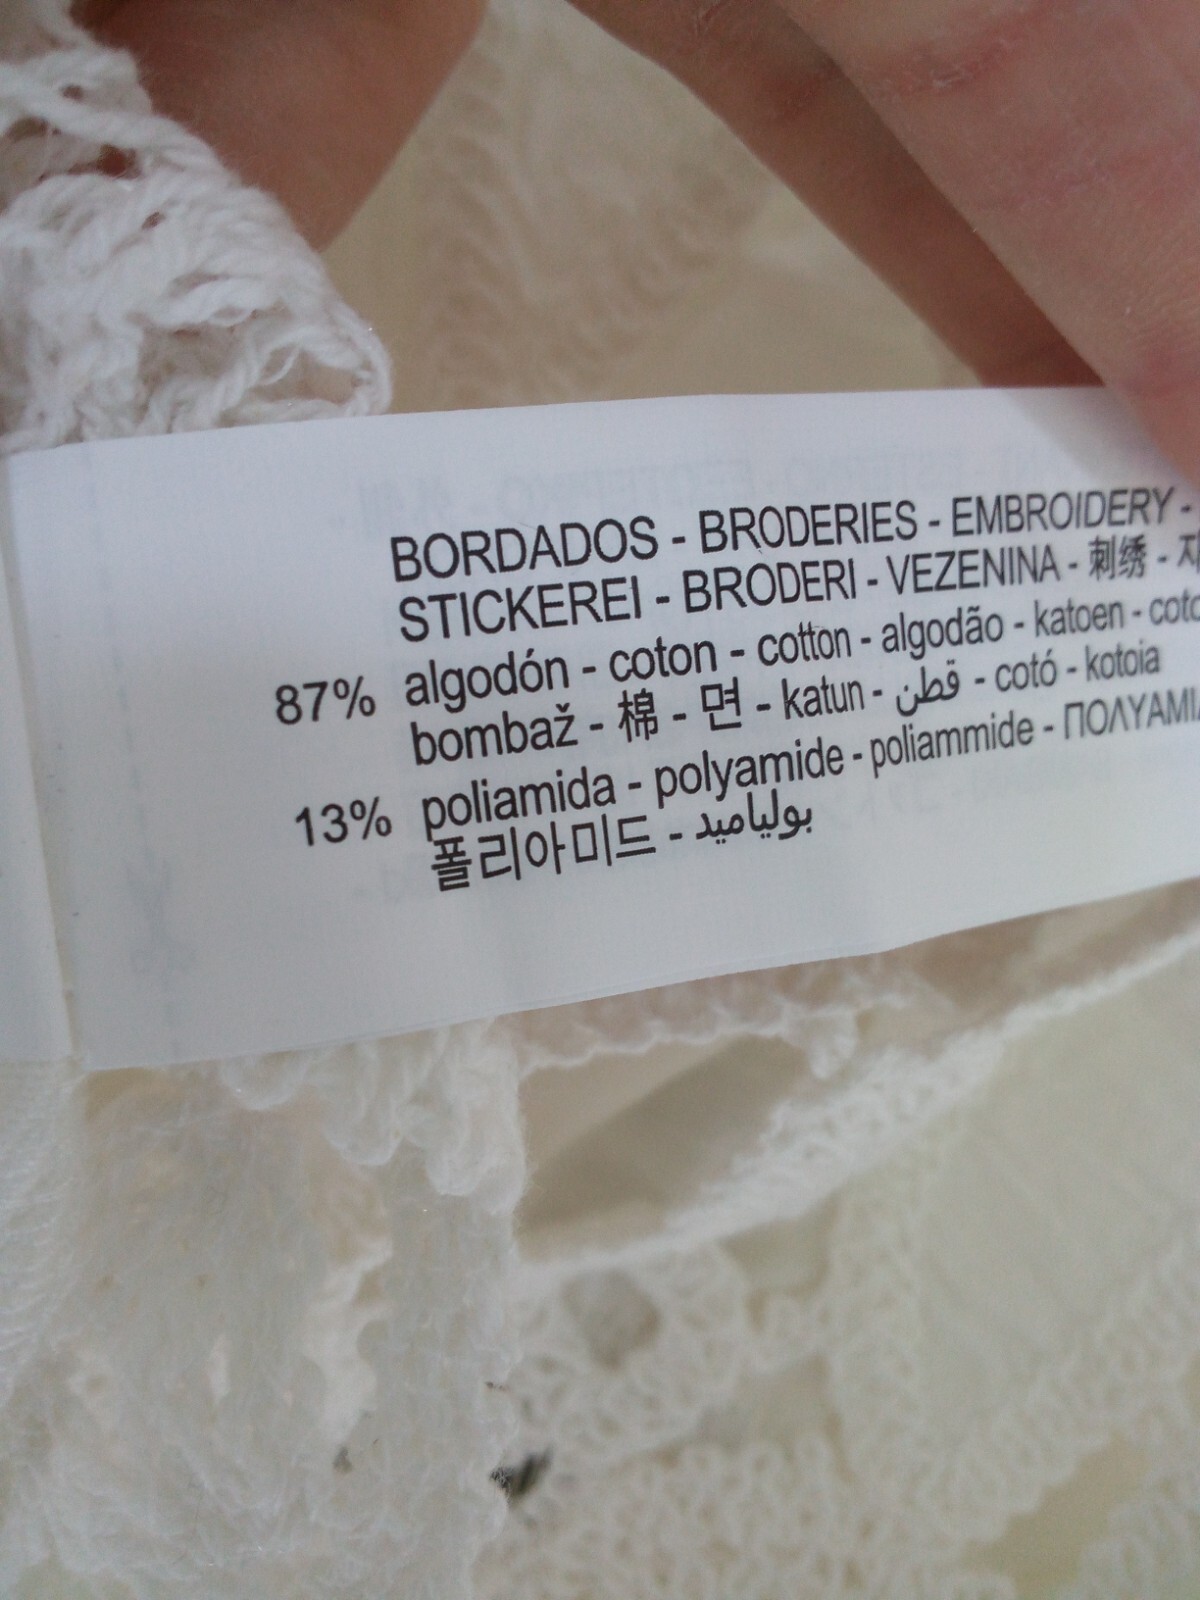 BORDADOS - BRODERIES - EMBROIDERY -
STICKEREI - BRODERI - VEZENINA - 刺绣 -
87% algodón - coton - cotton - algodão - katoen -
bombaž - 棉 - 면 - katun - قطن - cotó - kotoia
13% poliamida - polyamide - poliammide -
폴리아미드 - بولياميد